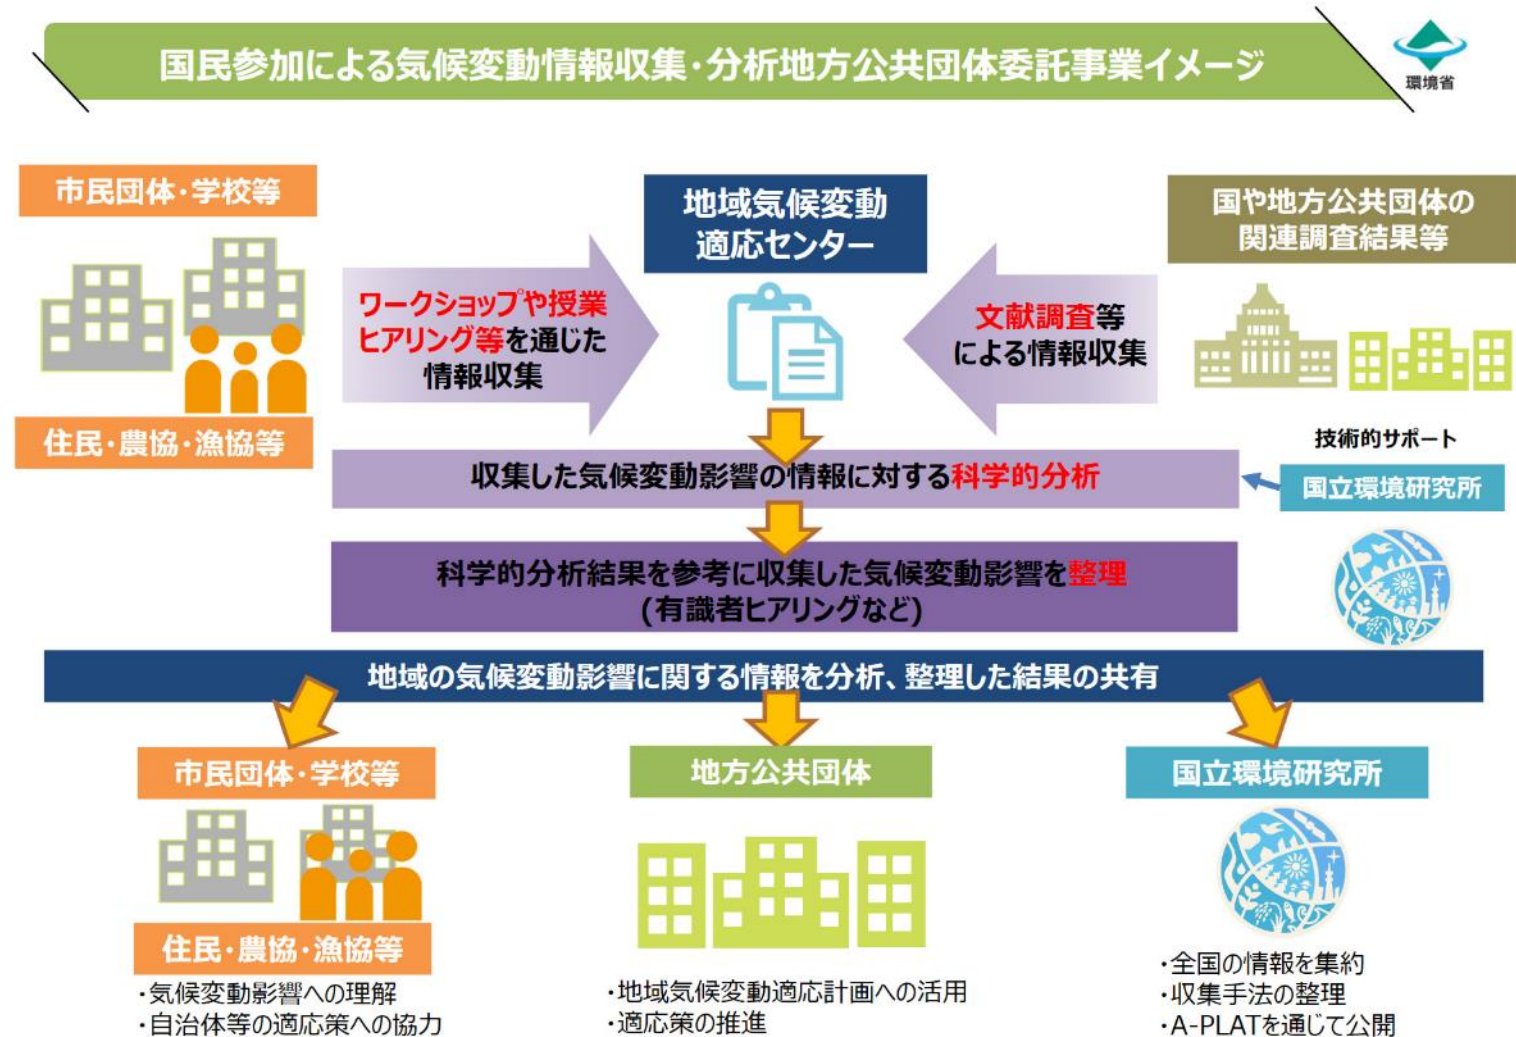 国民参加による気候変動情報収集・分析地方公共団体委託事業イメージ
環境省
市民団体・学校等
住民・農協・漁協等
ワークショップや授業
ヒアリング等を通じた
情報収集
地域気候変動
適応センター
文献調査等
による情報収集
国や地方公共団体の
関連調査結果等
技術的サポート
国立環境研究所
収集した気候変動影響の情報に対する科学的分析
科学的分析結果を参考に収集した気候変動影響を整理
(有識者ヒアリングなど)
地域の気候変動影響に関する情報を分析、整理した結果の共有
市民団体・学校等
住民・農協・漁協等
・気候変動影響への理解
・自治体等の適応策への協力
地方公共団体
・地域気候変動適応計画への活用
・適応策の推進
国立環境研究所
・全国の情報を集約
・収集手法の整理
・A-PLATを通じて公開